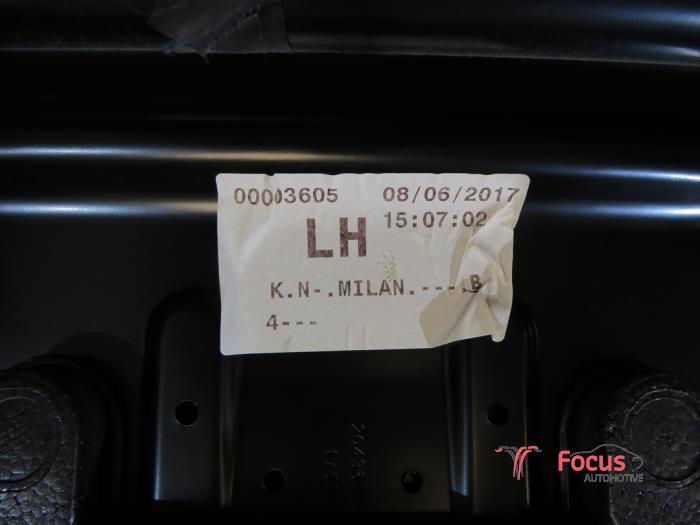 00003605 08/06/2017
LH 15:07:02
K.N-.MILAN.----.B
4---
Focus
AUTOMOTIVE